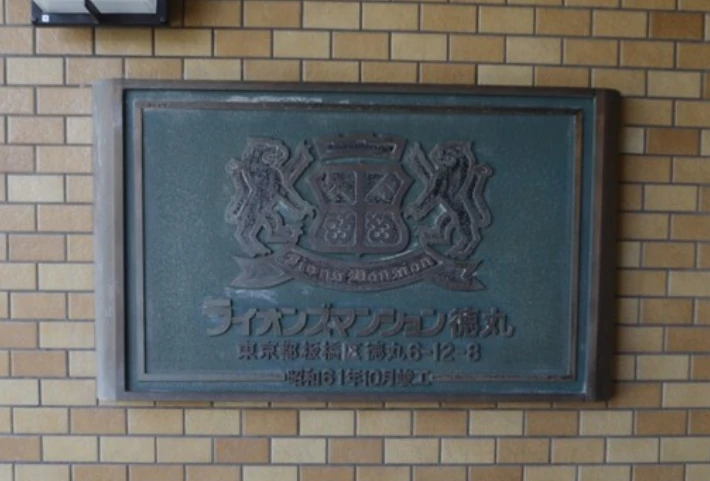 Lions Mansion
ライオンズマンション徳丸
東京都板橋区徳丸6-12-8
昭和61年10月竣工